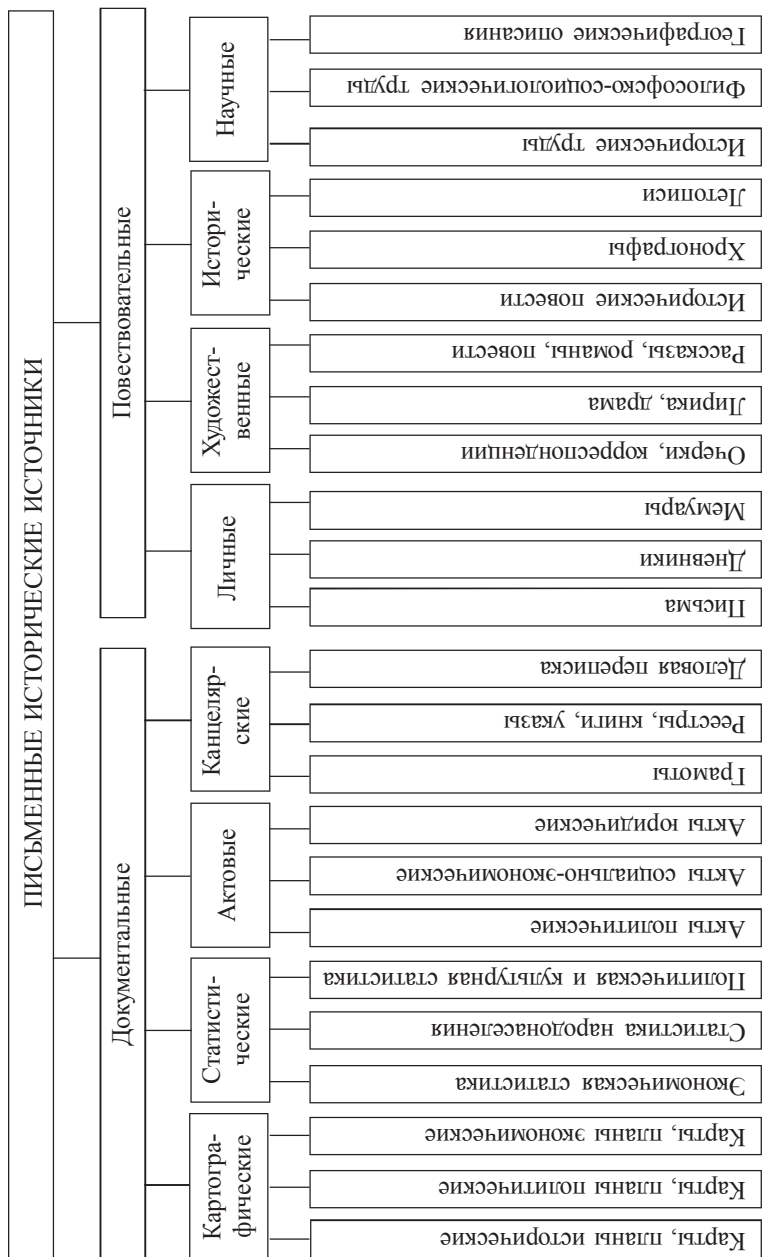 ПИСЬМЕННЫЕ ИСТОРИЧЕСКИЕ ИСТОЧНИКИ
Документальные
Повествовательные
Картогра-
фические
Статисти-
ческие
Актовые
Канцеляр-
ские
Личные
Художест-
венные
Истори-
ческие
Научные
Карты, планы исторические
Карты, планы политические
Карты, планы экономические
Экономическая статистика
Статистика народонаселения
Политическая и культурная статистика
Акты политические
Акты социально-экономические
Акты юридические
Грамоты
Реестры, книги, указы
Деловая переписка
Письма
Дневники
Мемуары
Очерки, корреспонденции
Лирика, драма
Рассказы, романы, повести
Исторические повести
Хронографы
Летописи
Исторические труды
Философско-социологические труды
Географические описания